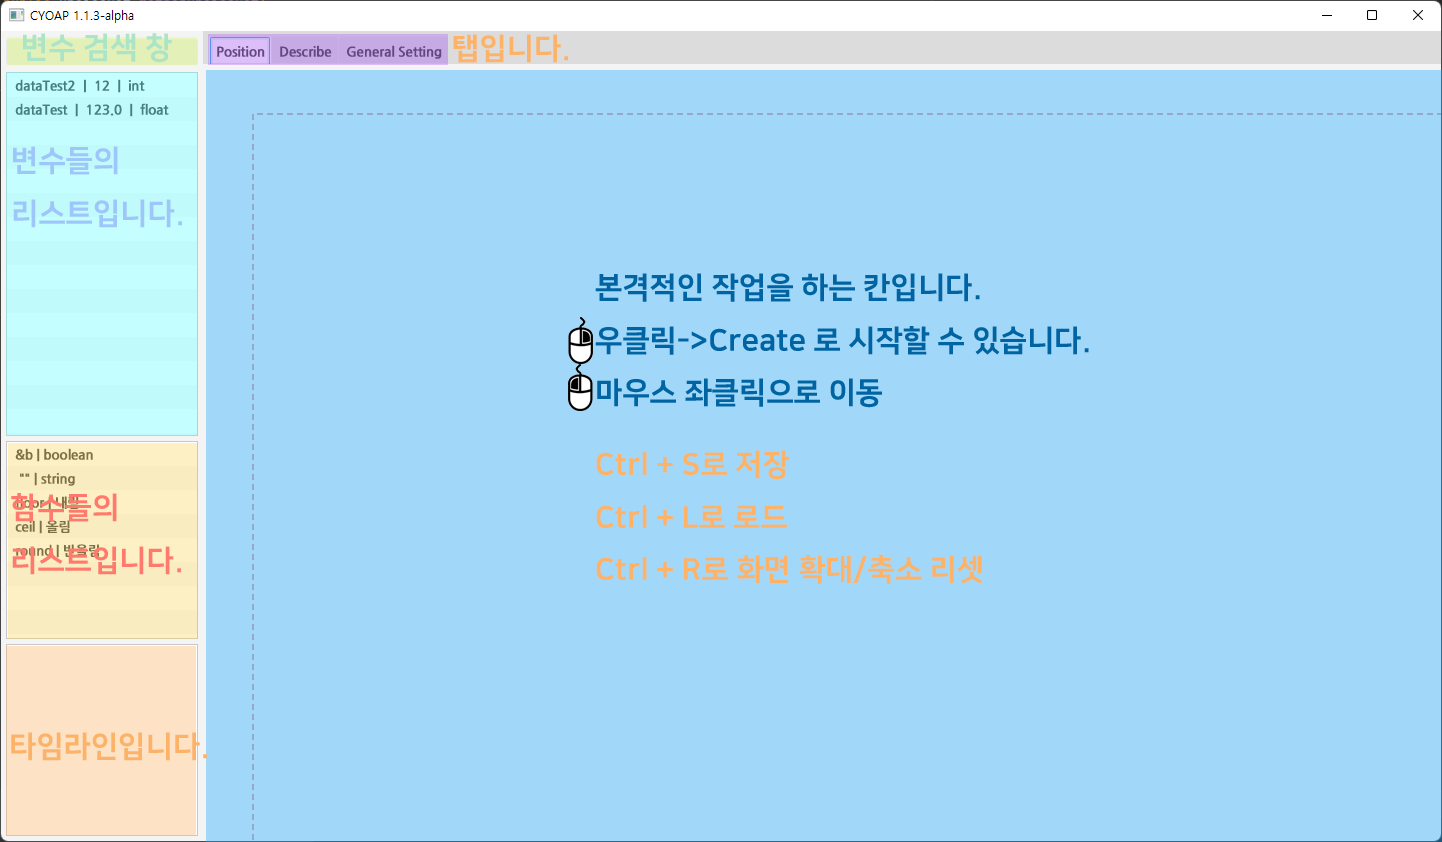 CYOAP 1.1.3-alpha
변수 검색 창
Position Describe General Setting 탭입니다.
dataTest2 | 12 | int
dataTest | 123.0 | float
변수들의
리스트입니다.
본격적인 작업을 하는 칸입니다.
우클릭->Create 로 시작할 수 있습니다.
마우스 좌클릭으로 이동
Ctrl + S로 저장
Ctrl + L로 로드
Ctrl + R로 화면 확대/축소 리셋
&b | boolean
"" | string
floor | 내림
함수들의
ceil | 올림
round | 반올림
리스트입니다.
타임라인입니다.